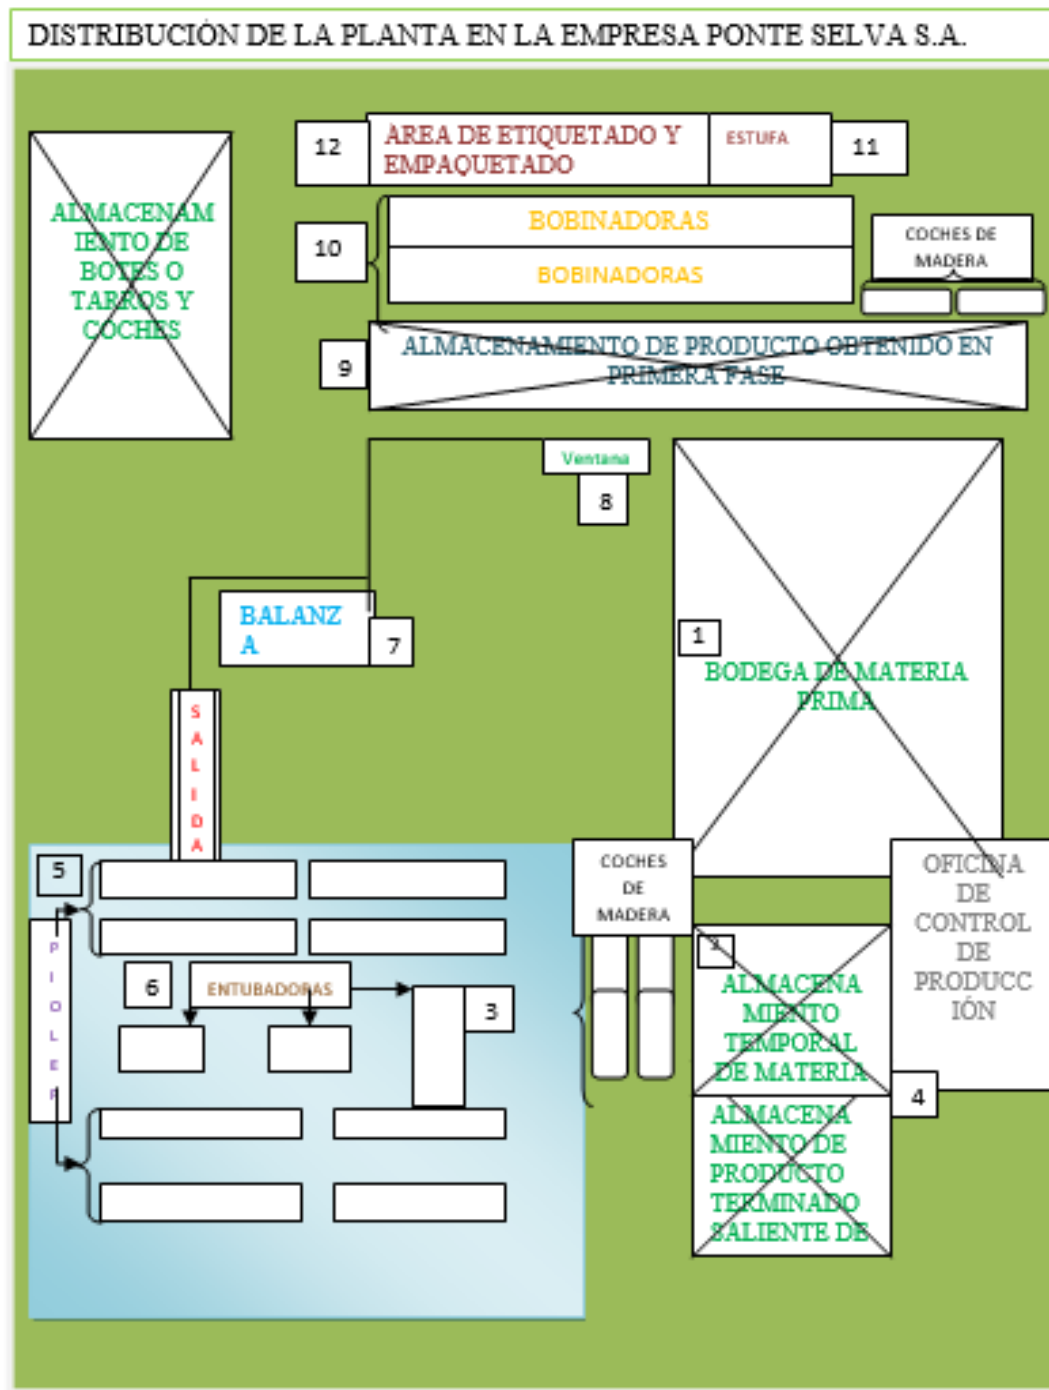 DISTRIBUCIÓN DE LA PLANTA EN LA EMPRESA PONTE SELVA S.A.
12
ÁREA DE ETIQUETADO Y
EMPAQUETADO
ESTUFA
11
ALMACENAM
IENTO DE
BOTES O
TARROS Y
COCHES
10
BOBINADORAS
BOBINADORAS
COCHES DE
MADERA
9
ALMACENAMIENTO DE PRODUCTO OBTENIDO EN
PRIMERA FASE
Ventana
8
BALANZ
A
7
1
BODEGA DE MATERIA
PRIMA
S
A
L
I
D
A
5
COCHES
DE
MADERA
OFICINA
DE
CONTROL
DE
PRODUCC
IÓN
P
I
O
L
E
6
ENTUBADORAS
3
ALMACENA
MIENTO
TEMPORAL
DE MATERIA
4
ALMACENA
MIENTO DE
PRODUCTO
TERMINADO
SALIENTE DE